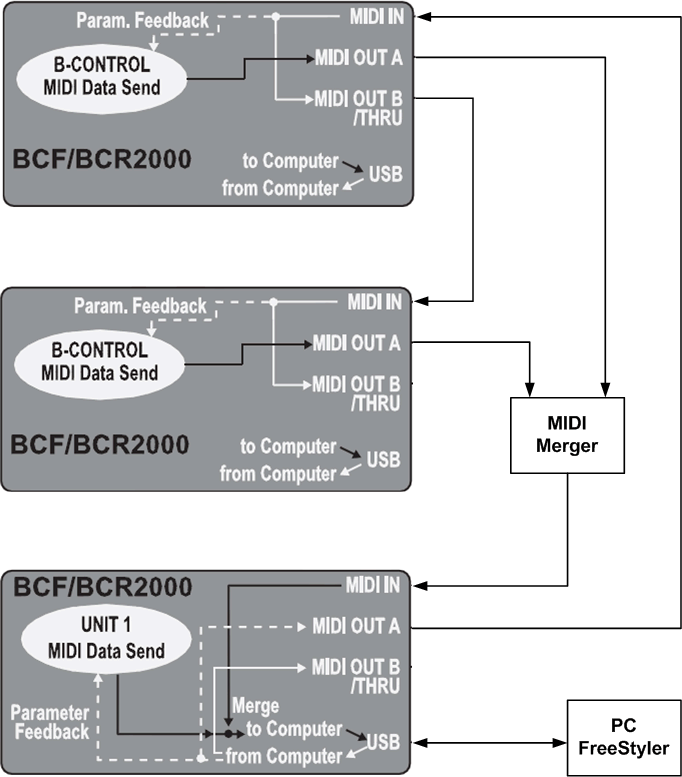 Param. Feedback
MIDI IN
B-CONTROL
MIDI Data Send
MIDI OUT A
MIDI OUT B
/THRU
BCF/BCR2000
to Computer
from Computer
USB
Param. Feedback
MIDI IN
B-CONTROL
MIDI Data Send
MIDI OUT A
MIDI OUT B
/THRU
BCF/BCR2000
to Computer
from Computer
USB
MIDI
Merger
BCF/BCR2000
MIDI IN
UNIT 1
MIDI Data Send
MIDI OUT A
MIDI OUT B
/THRU
Parameter
Feedback
Merge
to Computer
from Computer
USB
PC
FreeStyler